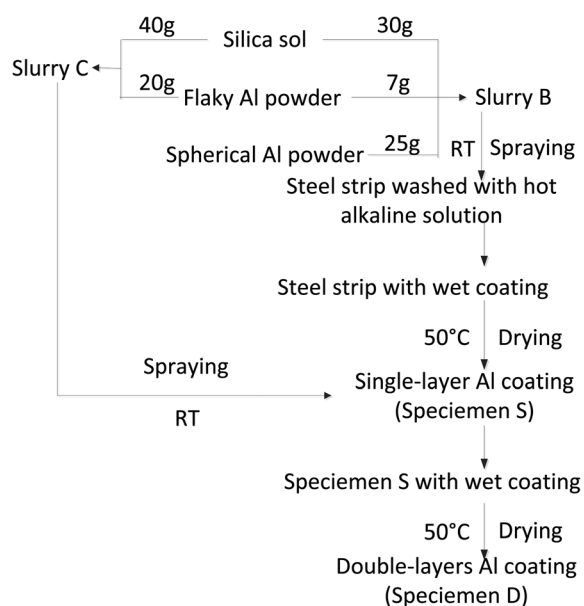 40g
Silica sol
30g
Slurry C
20g
Flaky Al powder
7g
Slurry B
Spherical Al powder
25g
RT
Spraying
Steel strip washed with hot
alkaline solution
Steel strip with wet coating
50°C
Drying
Spraying
RT
Single-layer Al coating
(Speciemen S)
Speciemen S with wet coating
50°C
Drying
Double-layers Al coating
(Speciemen D)